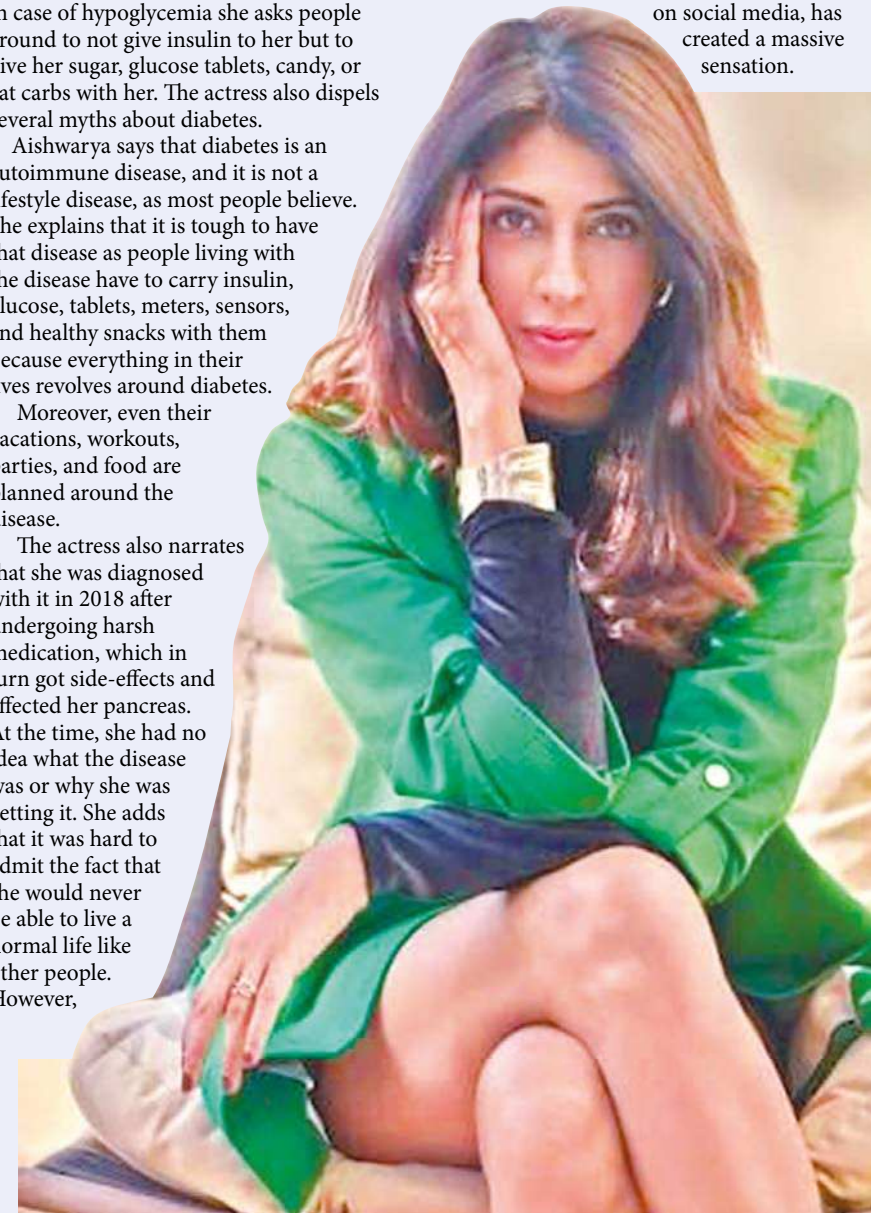 n case of hypoglycemia she asks people
round to not give insulin to her but to
ive her sugar, glucose tablets, candy, or
at carbs with her. The actress also dispels
everal myths about diabetes.
Aishwarya says that diabetes is an
utoimmune disease, and it is not a
festyle disease, as most people believe.
he explains that it is tough to have
hat disease as people living with
he disease have to carry insulin,
lucose, tablets, meters, sensors,
nd healthy snacks with them
ecause everything in their
ves revolves around diabetes.
Moreover, even their
acations, workouts,
arties, and food are
lanned around the
isease.
The actress also narrates
hat she was diagnosed
ith it in 2018 after
ndergoing harsh
edication, which in
urn got side-effects and
ffected her pancreas.
At the time, she had no
dea what the disease
was or why she was
etting it. She adds
hat it was hard to
dmit the fact that
he would never
e able to live a
ormal life like
ther people.
However,
on social media, has
created a massive
sensation.